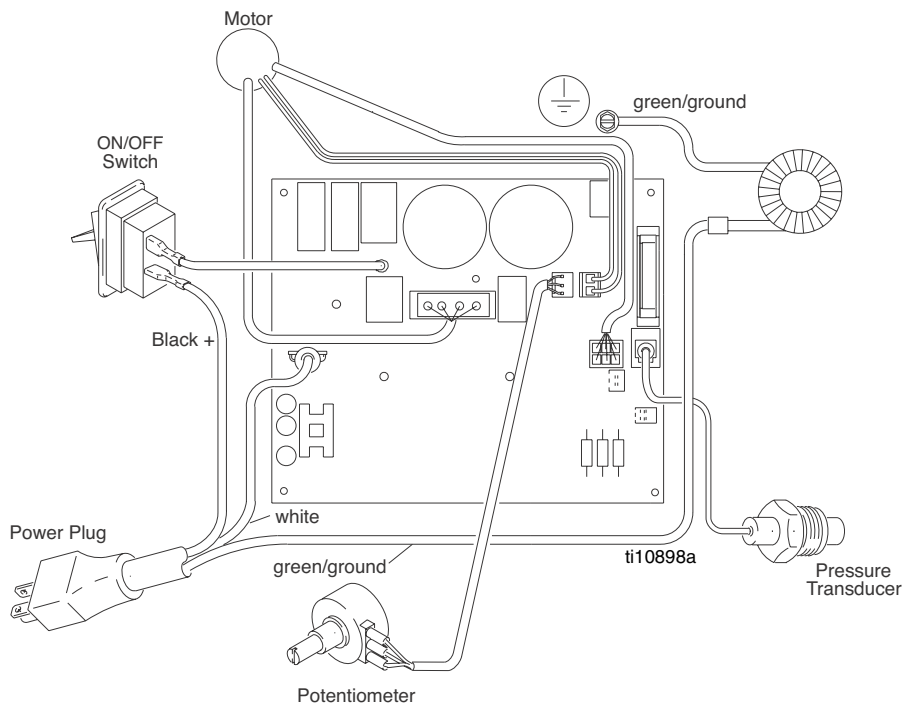 Motor
green/ground
ON/OFF
Switch
Black +
white
Power Plug
green/ground
ti10898a
Pressure
Transducer
Potentiometer